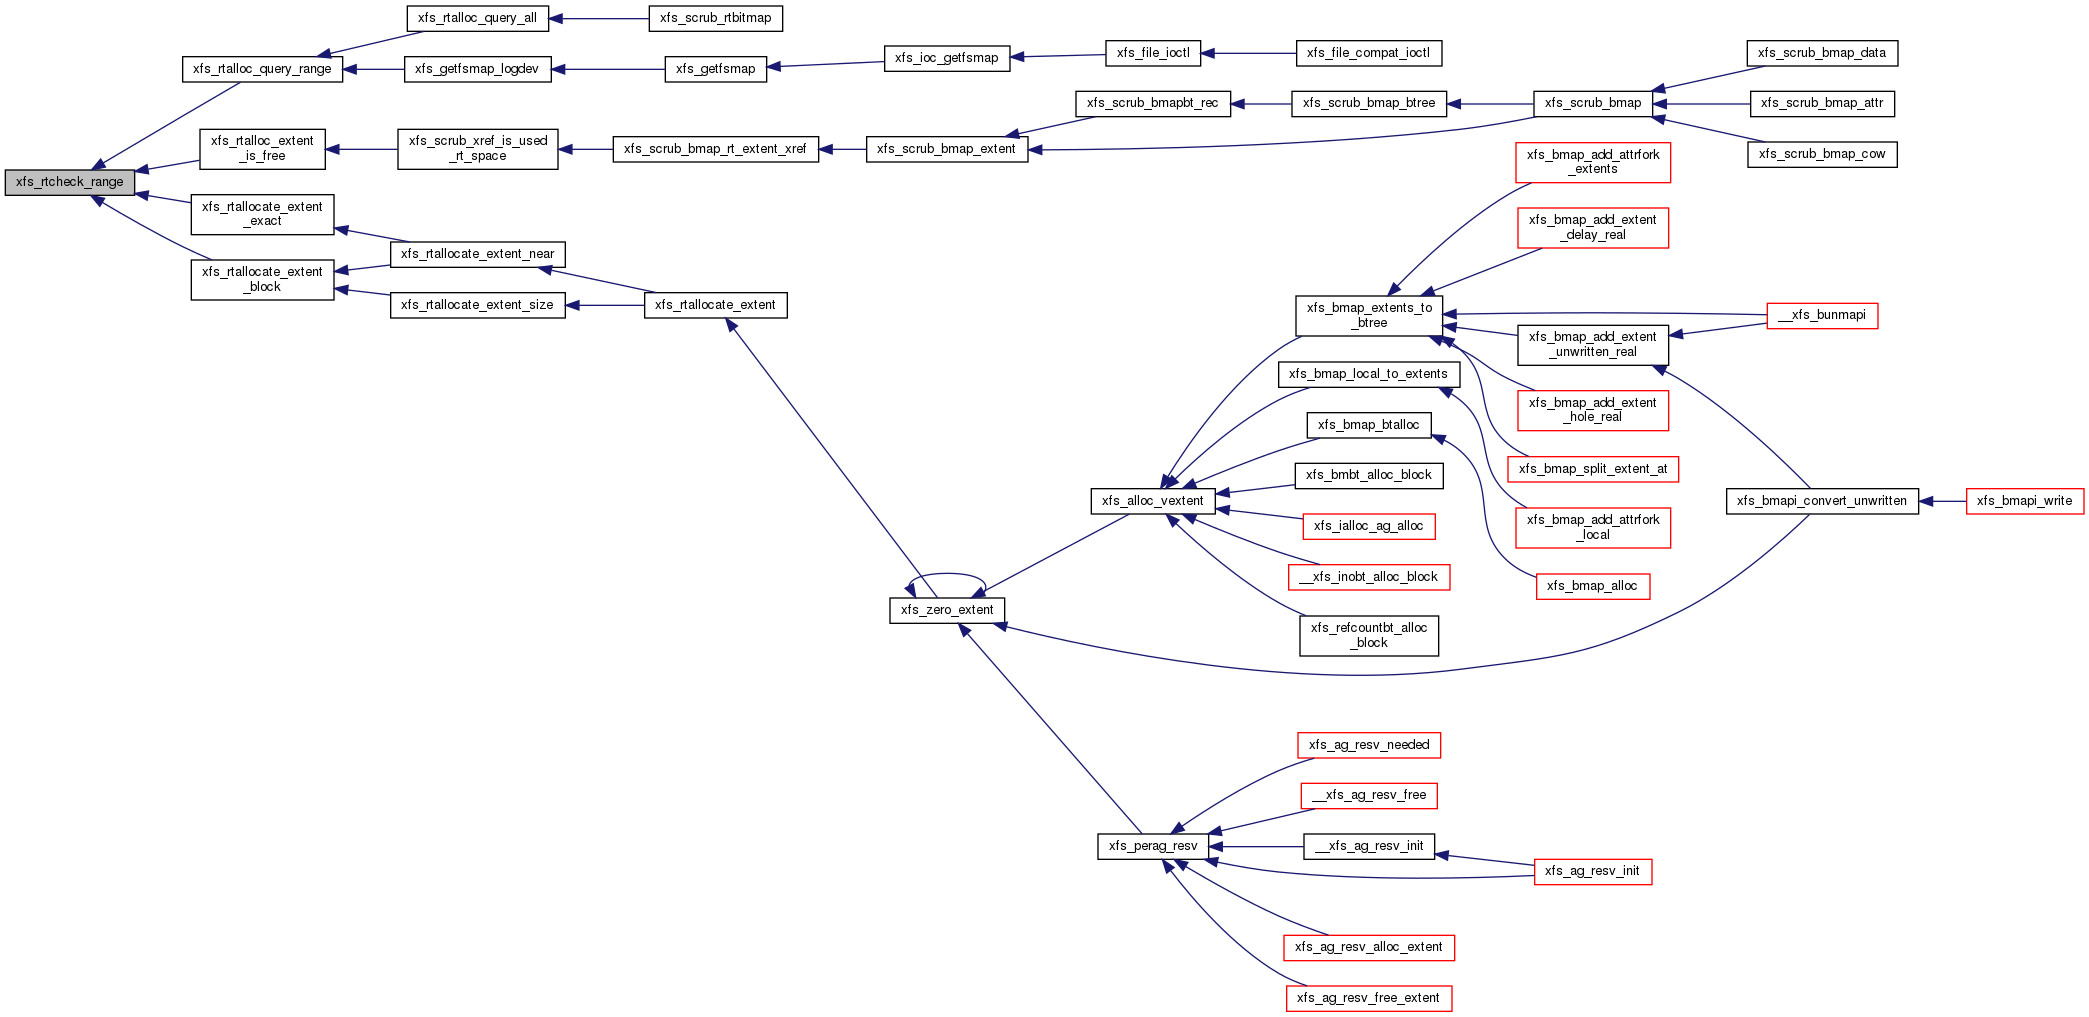 xfs_rtalloc_query_all
xfs_scrub_rtbitmap
xfs_rtalloc_query_range
xfs_getfsmap_logdev
xfs_getfsmap
xfs_ioc_getfsmap
xfs_file_ioctl
xfs_file_compat_ioctl
xfs_scrub_bmap_data
xfs_scrub_bmapbt_rec
xfs_scrub_bmap_btree
xfs_scrub_bmap
xfs_scrub_bmap_attr
xfs_rtalloc_extent
_is_free
xfs_scrub_xref_is_used
_rt_space
xfs_scrub_bmap_rt_extent_xref
xfs_scrub_bmap_extent
xfs_scrub_bmap_cow
xfs_rtcheck_range
xfs_bmap_add_attrfork
_extents
xfs_rtallocate_extent
_exact
xfs_bmap_add_extent
_delay_real
xfs_rtallocate_extent_near
xfs_rtallocate_extent
_block
xfs_rtallocate_extent_size
xfs_rtallocate_extent
xfs_bmap_extents_to
_btree
__xfs_bunmapi
xfs_bmap_add_extent
_unwritten_real
xfs_bmap_local_to_extents
xfs_bmap_add_extent
_hole_real
xfs_bmap_btalloc
xfs_bmap_split_extent_at
xfs_bmbt_alloc_block
xfs_alloc_vextent
xfs_bmapi_convert_unwritten
xfs_bmapi_write
xfs_ialloc_ag_alloc
xfs_bmap_add_attrfork
_local
__xfs_inobt_alloc_block
xfs_bmap_alloc
xfs_zero_extent
xfs_refcountbt_alloc
_block
xfs_ag_resv_needed
__xfs_ag_resv_free
xfs_perag_resv
__xfs_ag_resv_init
xfs_ag_resv_init
xfs_ag_resv_alloc_extent
xfs_ag_resv_free_extent